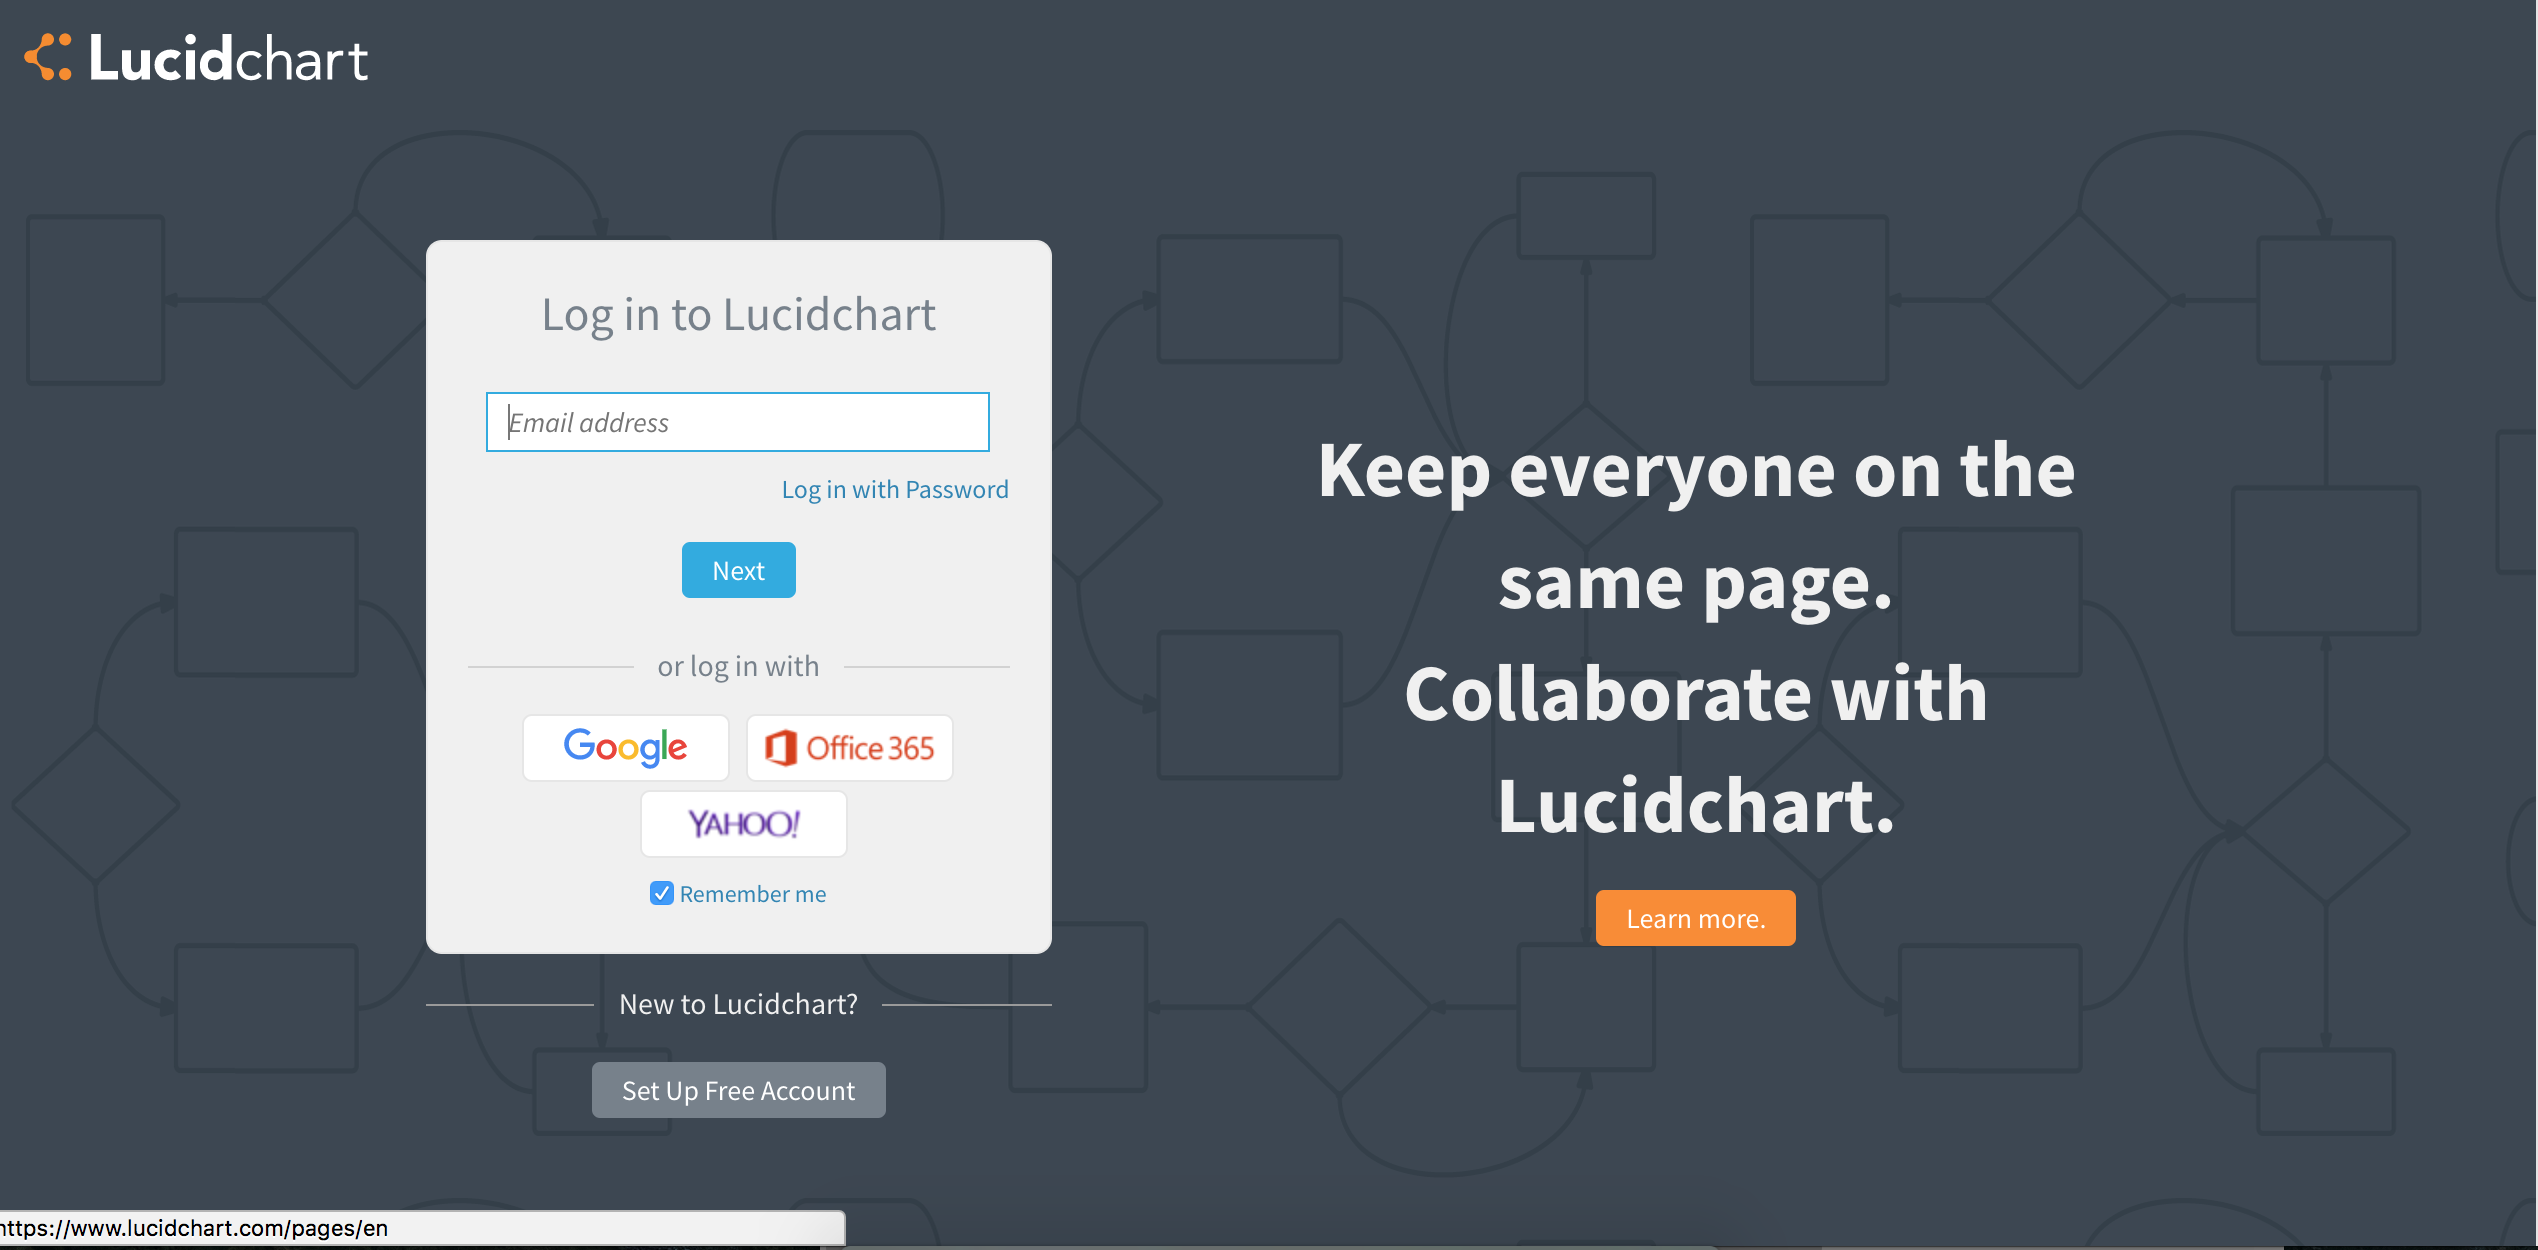 Lucidchart
Log in to Lucidchart
Email address
Log in with Password
Next
or log in with
Google
Office 365
YAHOO!
Remember me
New to Lucidchart?
Set Up Free Account
Keep everyone on the
same page.
Collaborate with
Lucidchart.
Learn more.
https://www.lucidchart.com/pages/en